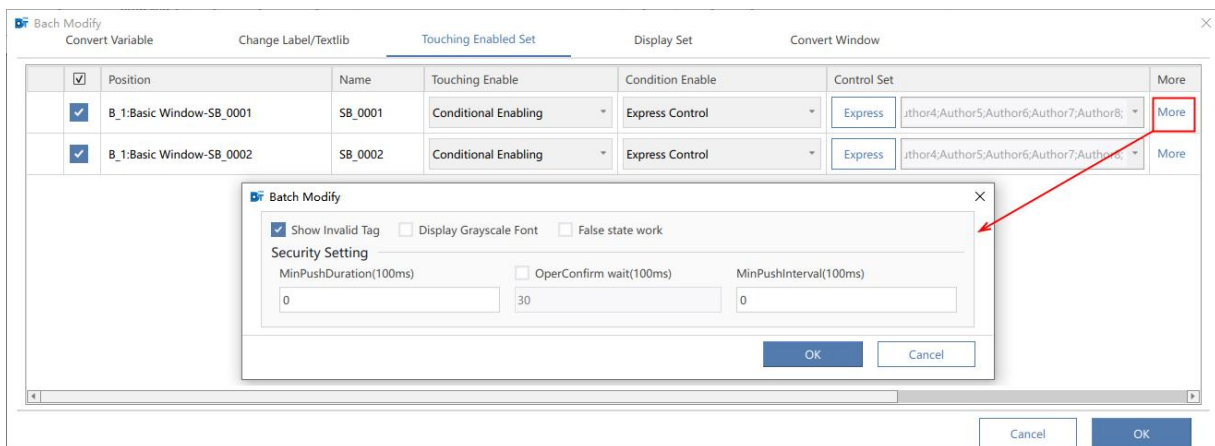 Bach Modify
Convert Variable Change Label/Textlib Touching Enabled Set Display Set Convert Window
Position Name Touching Enable Condition Enable Control Set More
B_1:Basic Window-SB_0001 SB_0001 Conditional Enabling Express Control Express thor4;Author5;Author6;Author7;Author8; More
B_1:Basic Window-SB_0002 SB_0002 Conditional Enabling Express Control Express thor4;Author5;Author6;Author7;Author8; More
Batch Modify
Show Invalid Tag Display Grayscale Font False state work
Security Setting
MinPushDuration(100ms) OperConfirm wait(100ms) MinPushInterval(100ms)
0 30 0
OK Cancel
Cancel OK